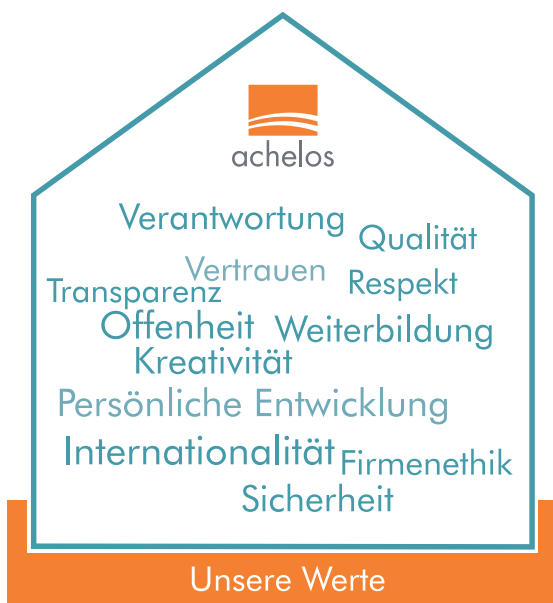 achelos
Verantwortung
Qualität
Vertrauen
Respekt
Transparenz
Offenheit
Weiterbildung
Kreativität
Persönliche Entwicklung
Internationalität
Firmenethik
Sicherheit
Unsere Werte